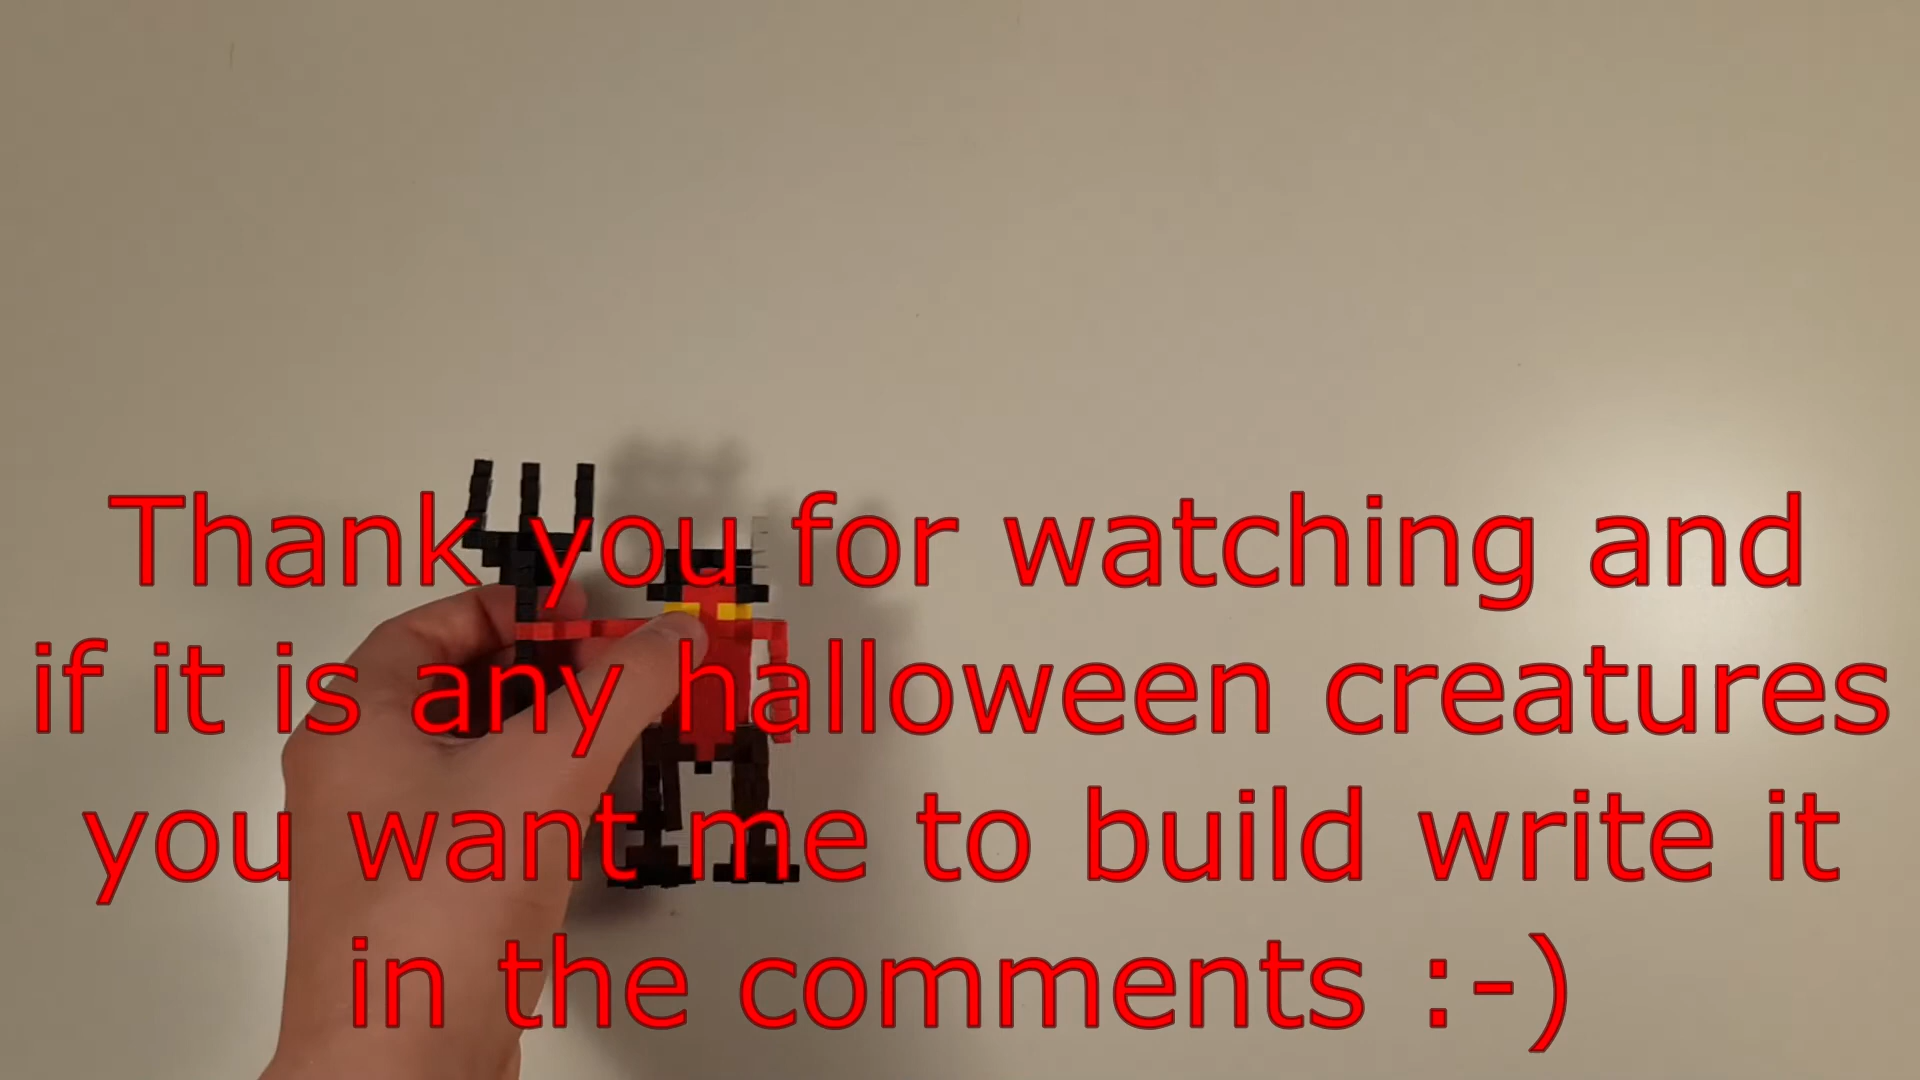 Thank you for watching and
if it is any halloween creatures
you want me to build write it
in the comments :-)